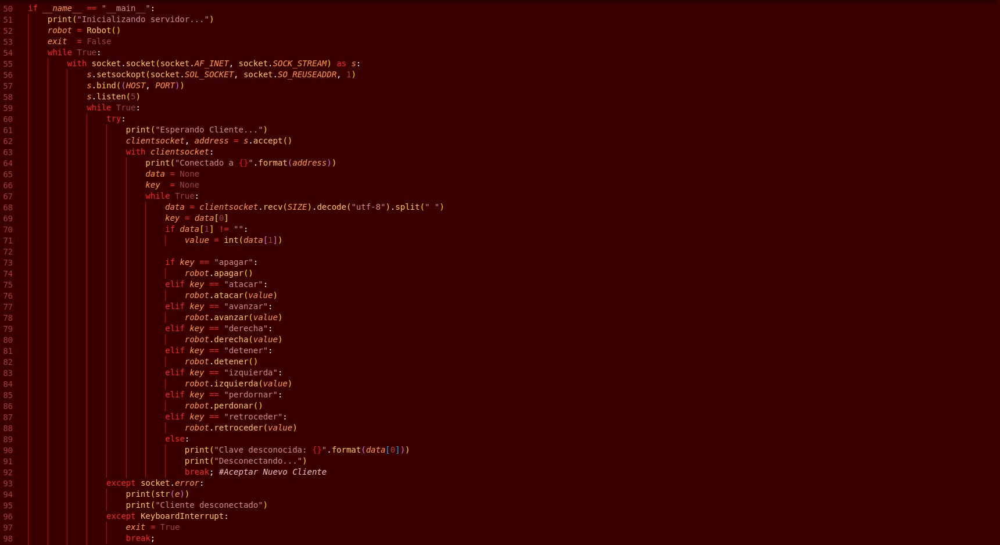 50 if __name__ == "__main__":
51     print("Inicializando servidor...")
52     robot = Robot()
53     exit  = False
54     while True:
55         with socket.socket(socket.AF_INET, socket.SOCK_STREAM) as s:
56             s.setsockopt(socket.SOL_SOCKET, socket.SO_REUSEADDR, 1)
57             s.bind((HOST, PORT))
58             s.listen(5)
59             while True:
60                 try:
61                     print("Esperando Cliente...")
62                     clientsocket, address = s.accept()
63                     with clientsocket:
64                         print("Conectado a {}".format(address))
65                         data = None
66                         key  = None
67                         while True:
68                             data = clientsocket.recv(SIZE).decode("utf-8").split(" ")
69                             key = data[0]
70                             if data[1] != "":
71                                 value = int(data[1])
72
73                             if key == "apagar":
74                                 robot.apagar()
75                             elif key == "atacar":
76                                 robot.atacar(value)
77                             elif key == "avanzar":
78                                 robot.avanzar(value)
79                             elif key == "derecha":
80                                 robot.derecha(value)
81                             elif key == "detener":
82                                 robot.detener()
83                             elif key == "izquierda":
84                                 robot.izquierda(value)
85                             elif key == "perdornar":
86                                 robot.perdonar()
87                             elif key == "retroceder":
88                                 robot.retroceder(value)
89                             else:
90                                 print("Clave desconocida: {}".format(data[0]))
91                                 print("Desconectando...")
92                                 break; #Aceptar Nuevo Cliente
93                 except socket.error:
94                     print(str(e))
95                     print("Cliente desconectado")
96                 except KeyboardInterrupt:
97                     exit = True
98                     break;